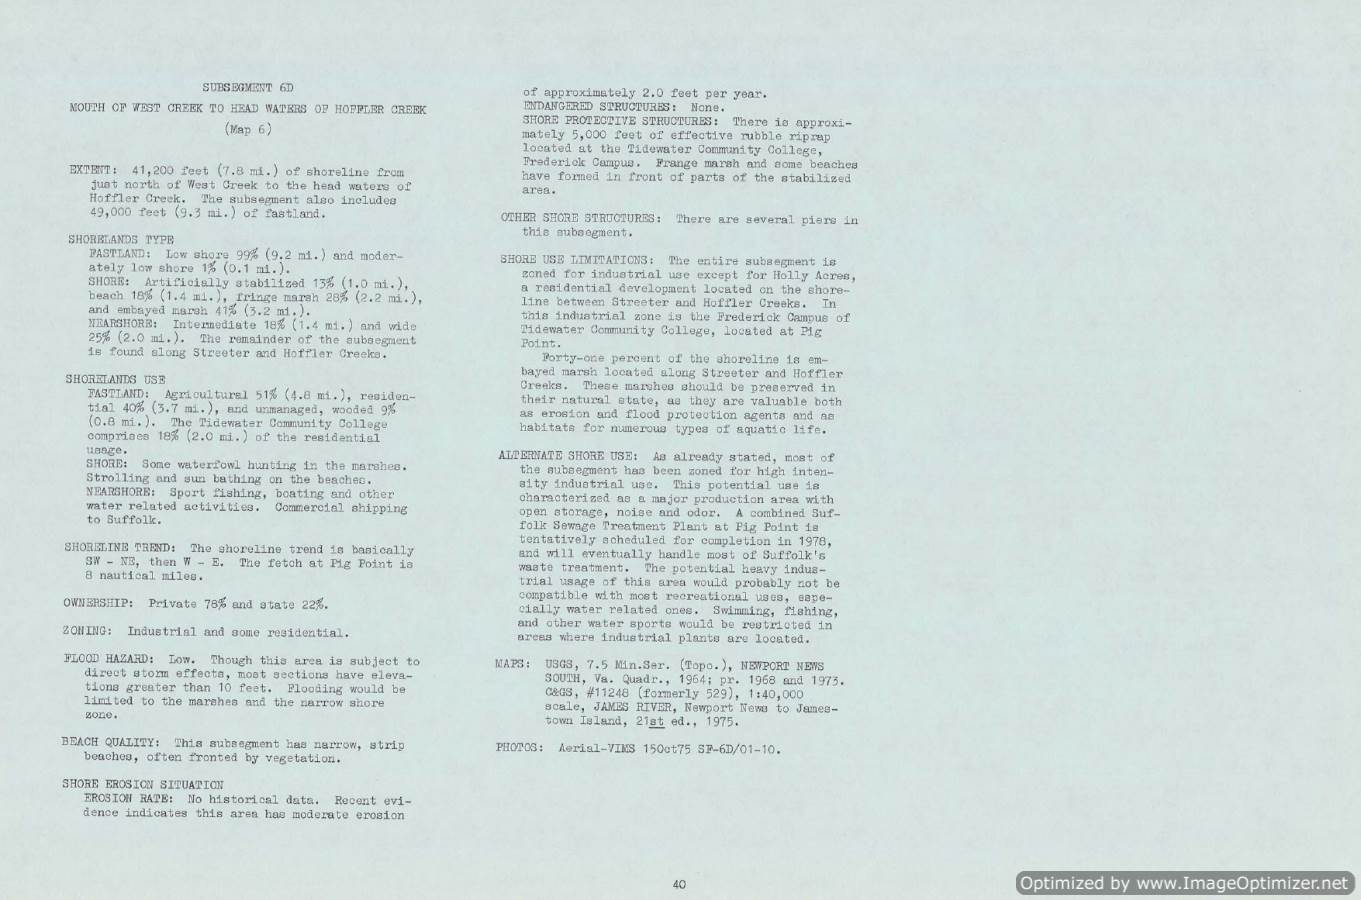 SUBSEGMENT 6D
MOUTH OF WEST CREEK TO HEAD WATERS OF HOFFLER CREEK
(Map 6)
EXTENT: 41,200 feet (7.8 mi.) of shoreline from
just north of West Creek to the head waters of
Hoffler Creek. The subsegment also includes
49,000 feet (9.3 mi.) of fastland.
SHORELANDS TYPE
FASTLAND: Low shore 99% (9.2 mi.) and moder-
ately low shore 1% (0.1 mi.).
SHORE: Artificially stabilized 13% (1.0 mi.),
beach 18% (1.4 mi.), fringe marsh 28% (2.2 mi.),
and embayed marsh 41% (3.2 mi.).
NEARSHORE: Intermediate 18% (1.4 mi.) and wide
25% (2.0 mi.). The remainder of the subsegment
is found along Streeter and Hoffler Creeks.
SHORELANDS USE
FASTLAND: Agricultural 51% (4.8 mi.), residen-
tial 40% (3.7 mi.), and unmanaged, wooded 9%
(0.8 mi.). The Tidewater Community College
comprises 18% (2.0 mi.) of the residential
usage.
SHORE: Some waterfowl hunting in the marshes.
Strolling and sun bathing on the beaches.
NEARSHORE: Sport fishing, boating and other
water related activities. Commercial shipping
to Suffolk.
SHORELINE TREND: The shoreline trend is basically
SW - NE, then W - E. The fetch at Pig Point is
8 nautical miles.
OWNERSHIP: Private 78% and state 22%.
ZONING: Industrial and some residential.
FLOOD HAZARD: Low. Though this area is subject to
direct storm effects, most sections have eleva-
tions greater than 10 feet. Flooding would be
limited to the marshes and the narrow shore
zone.
BEACH QUALITY: This subsegment has narrow, strip
beaches, often fronted by vegetation.
SHORE EROSION SITUATION
EROSION RATE: No historical data. Recent evi-
dence indicates this area has moderate erosion
of approximately 2.0 feet per year.
ENDANGERED STRUCTURES: None.
SHORE PROTECTIVE STRUCTURES: There is approxi-
mately 5,000 feet of effective rubble riprap
located at the Tidewater Community College,
Frederick Campus. Frange marsh and some beaches
have formed in front of parts of the stabilized
area.
OTHER SHORE STRUCTURES: There are several piers in
this subsegment.
SHORE USE LIMITATIONS: The entire subsegment is
zoned for industrial use except for Holly Acres,
a residential development located on the shore-
line between Streeter and Hoffler Creeks. In
this industrial zone is the Frederick Campus of
Tidewater Community College, located at Pig
Point.
Forty-one percent of the shoreline is em-
bayed marsh located along Streeter and Hoffler
Creeks. These marshes should be preserved in
their natural state, as they are valuable both
as erosion and flood protection agents and as
habitats for numerous types of aquatic life.
ALTERNATE SHORE USE: As already stated, most of
the subsegment has been zoned for high inten-
sity industrial use. This potential use is
characterized as a major production area with
open storage, noise and odor. A combined Suf-
folk Sewage Treatment Plant at Pig Point is
tentatively scheduled for completion in 1978,
and will eventually handle most of Suffolk's
waste treatment. The potential heavy indus-
trial usage of this area would probably not be
compatible with most recreational uses, espe-
cially water related ones. Swimming, fishing,
and other water sports would be restricted in
areas where industrial plants are located.
MAPS: USGS, 7.5 Min.Ser. (Topo.), NEWPORT NEWS
SOUTH, Va. Quadr., 1964; pr. 1968 and 1973.
C&GS, #11248 (formerly 529), 1:40,000
scale, JAMES RIVER, Newport News to James-
town Island, 21st ed., 1975.
PHOTOS: Aerial-VIMS 15Oct75 SF-6D/01-10.
40
Optimized by www.ImageOptimizer.net